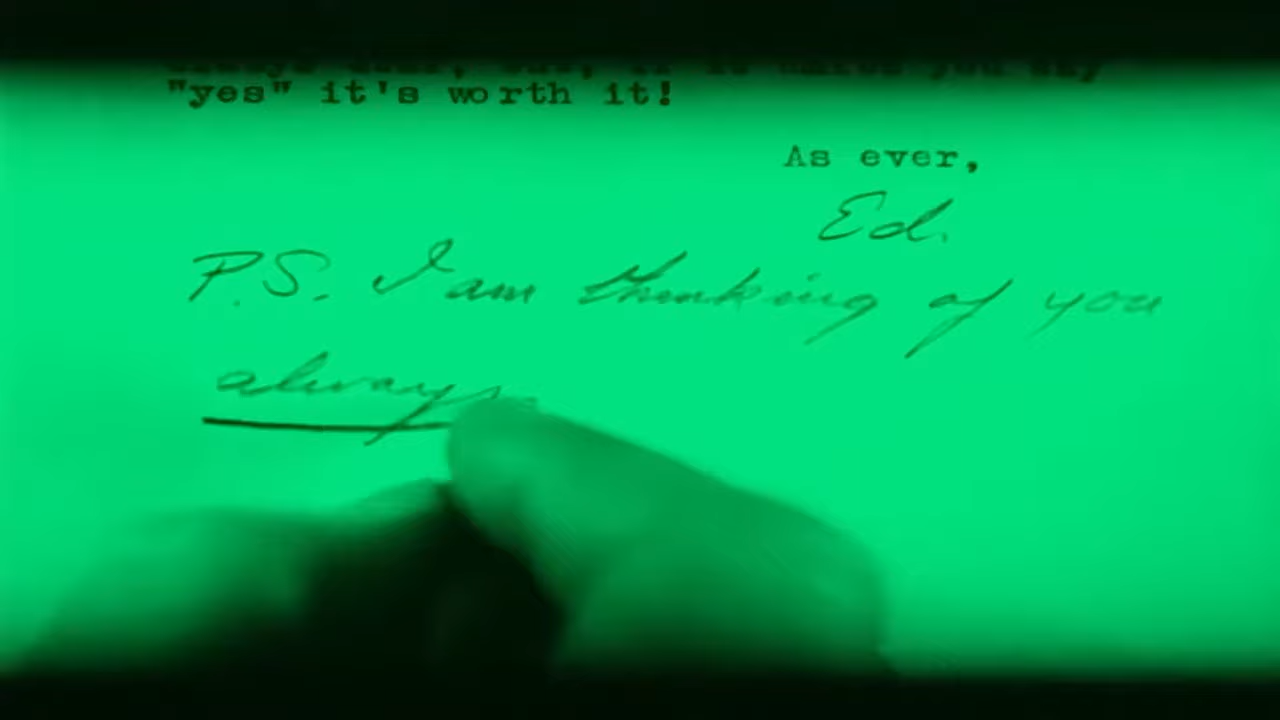 "yes" it's worth it!
As ever,
Ed.
P.S. I am thinking of you
always